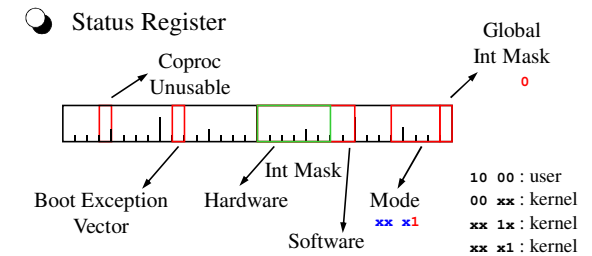 Status Register
Global
Int Mask
0
Coproc
Unusable
Int Mask
Boot Exception
Vector
Hardware
Software
Mode
xx x1
10 00 : user
00 xx : kernel
xx 1x : kernel
xx x1 : kernel